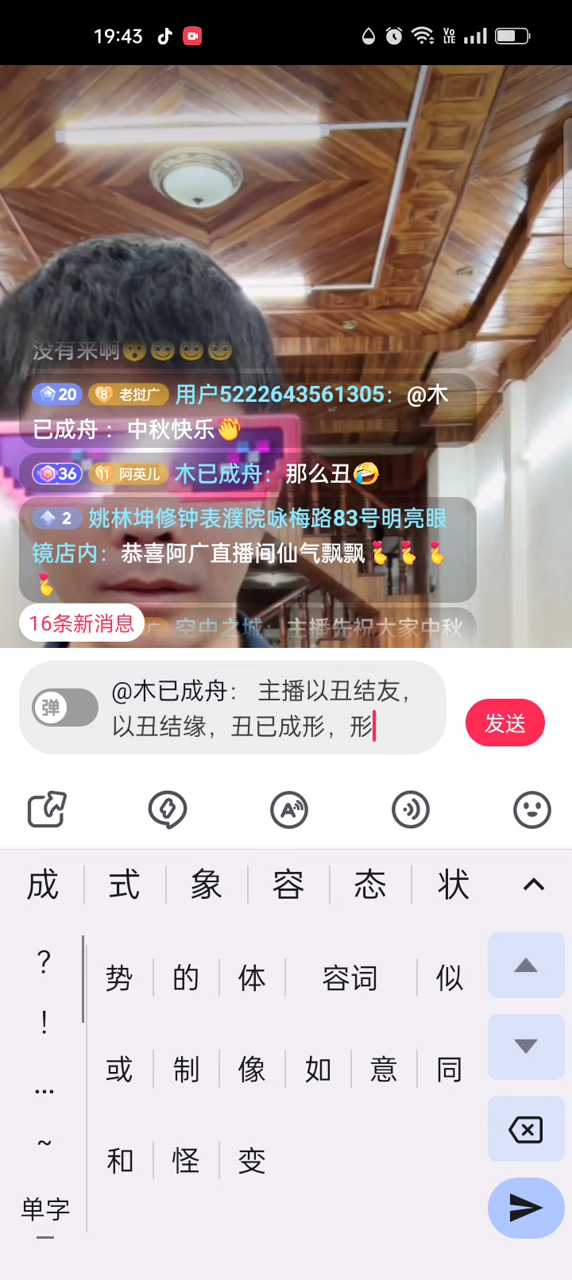 19:43
Vo
LTE
没有来啊😯😊😊😊
20 8 老挝广 用户5222643561305：@木
已成舟 ：中秋快乐👏
36 11 阿英儿 木已成舟：那么丑🤣
2 姚林坤修钟表濮院咏梅路83号明亮眼
镜店内：恭喜阿广直播间仙气飘飘🫰🫰🫰
🫰
16条新消息 广 空中之城：主播先祝大家中秋
弹 @木已成舟： 主播以丑结友，
以丑结缘，丑已成形，形
发送
A
成 式 象 容 态 状
？
势 的 体 容词 似
！
或 制 像 如 意 同
…
~
和 怪 变
单字